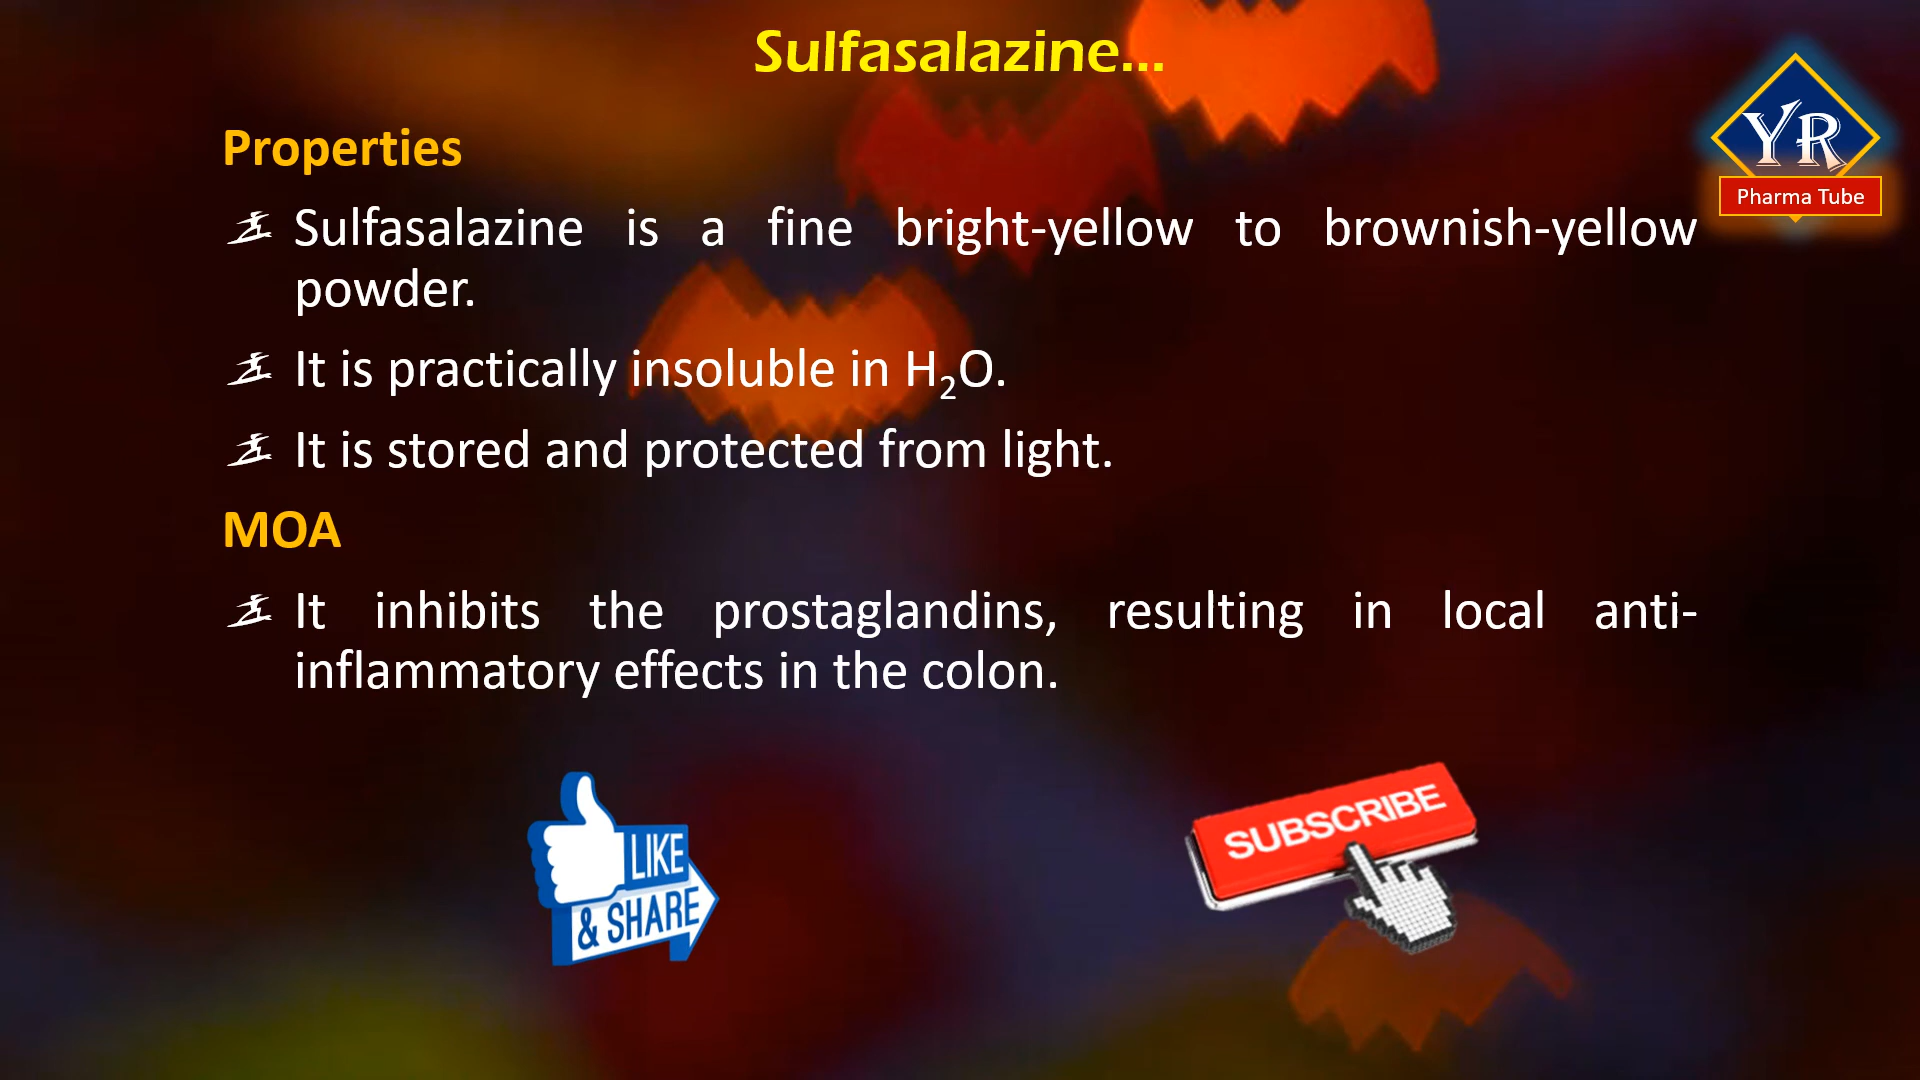 Sulfasalazine...
YR
Pharma Tube
Properties
Sulfasalazine is a fine bright-yellow to brownish-yellow
powder.
It is practically insoluble in H₂O.
It is stored and protected from light.
MOA
It inhibits the prostaglandins, resulting in local anti-
inflammatory effects in the colon.
LIKE
& SHARE
SUBSCRIBE